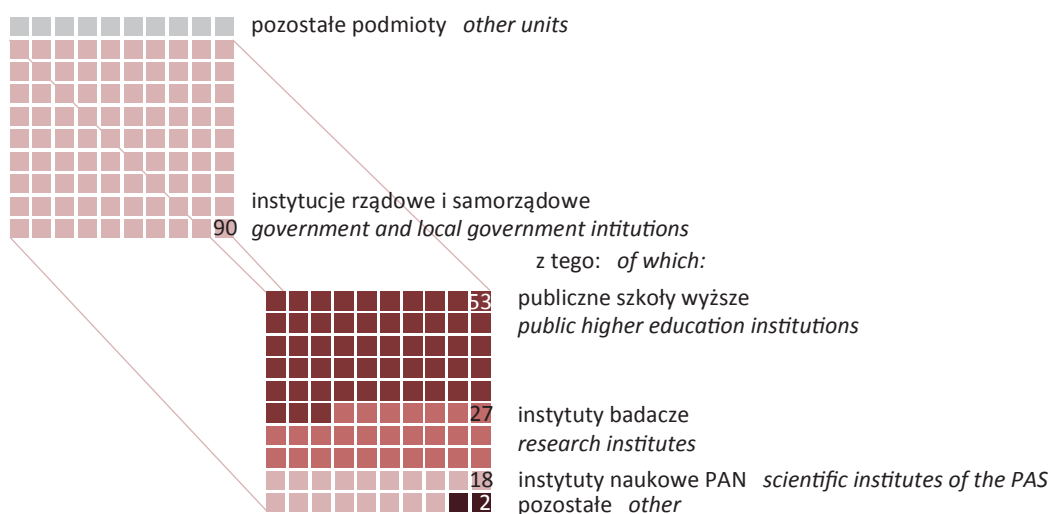 pozostałe podmioty other units
instytucje rządowe i samorządowe
90 government and local government intitutions
z tego: of which:
53 publiczne szkoły wyższe
public higher education institutions
27 instytuty badacze
research institutes
18 instytuty naukowe PAN scientific institutes of the PAS
2 pozostałe other